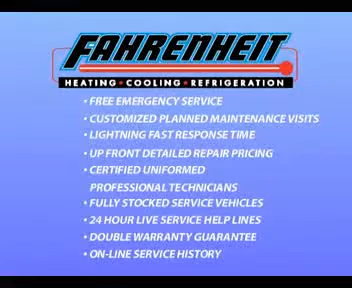 FAHRENHEIT
HEATING • COOLING • REFRIGERATION
• FREE EMERGENCY SERVICE
• CUSTOMIZED PLANNED MAINTENANCE VISITS
• LIGHTNING FAST RESPONSE TIME
• UP FRONT DETAILED REPAIR PRICING
• CERTIFIED UNIFORMED
PROFESSIONAL TECHNICIANS
• FULLY STOCKED SERVICE VEHICLES
• 24 HOUR LIVE SERVICE HELP LINES
• DOUBLE WARRANTY GUARANTEE
• ON-LINE SERVICE HISTORY